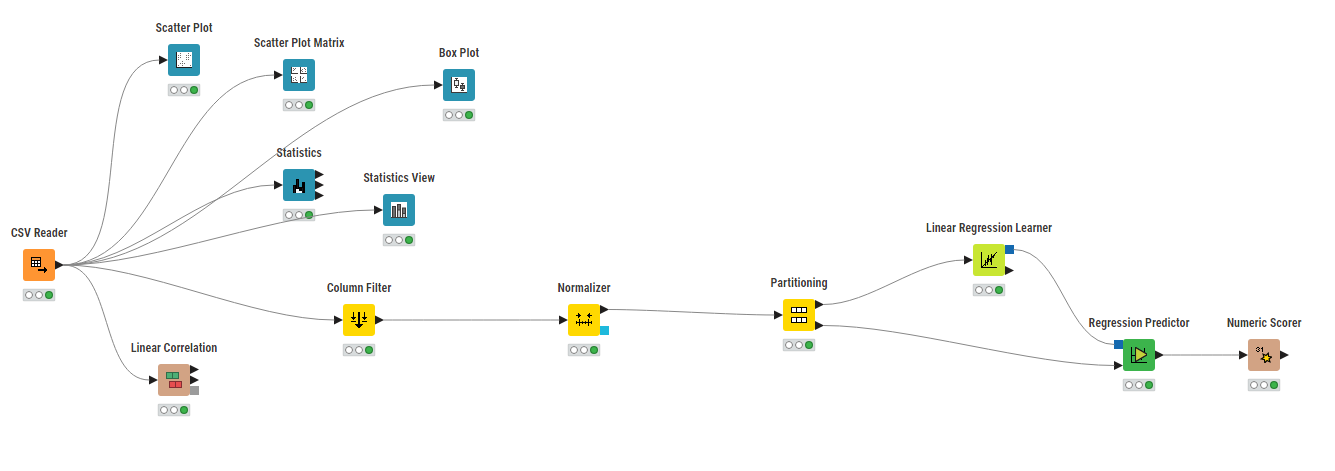 Scatter Plot
Scatter Plot Matrix
Box Plot
Statistics
Statistics View
CSV Reader
Linear Regression Learner
Column Filter
Normalizer
Partitioning
Regression Predictor
Numeric Scorer
Linear Correlation